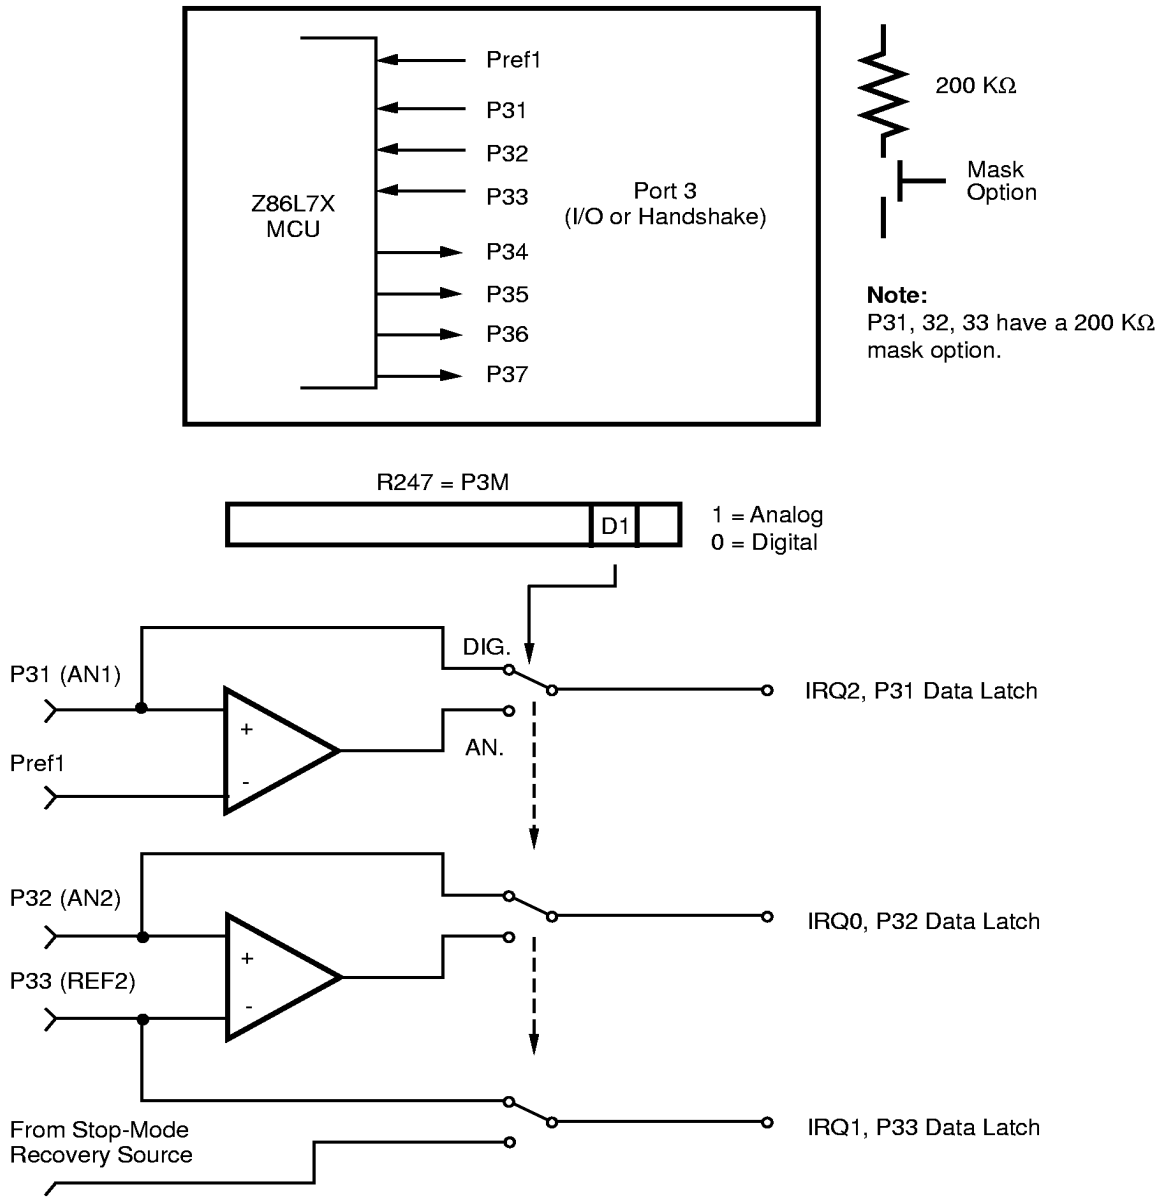 Pref1
P31
P32
P33
P34
P35
P36
P37
Z86L7X
MCU
Port 3
(I/O or Handshake)
200 KΩ
Mask
Option
Note:
P31, 32, 33 have a 200 KΩ
mask option.
R247 = P3M
D1
1 = Analog
0 = Digital
DIG.
P31 (AN1)
+
-
Pref1
AN.
IRQ2, P31 Data Latch
P32 (AN2)
+
-
P33 (REF2)
IRQ0, P32 Data Latch
From Stop-Mode
Recovery Source
IRQ1, P33 Data Latch